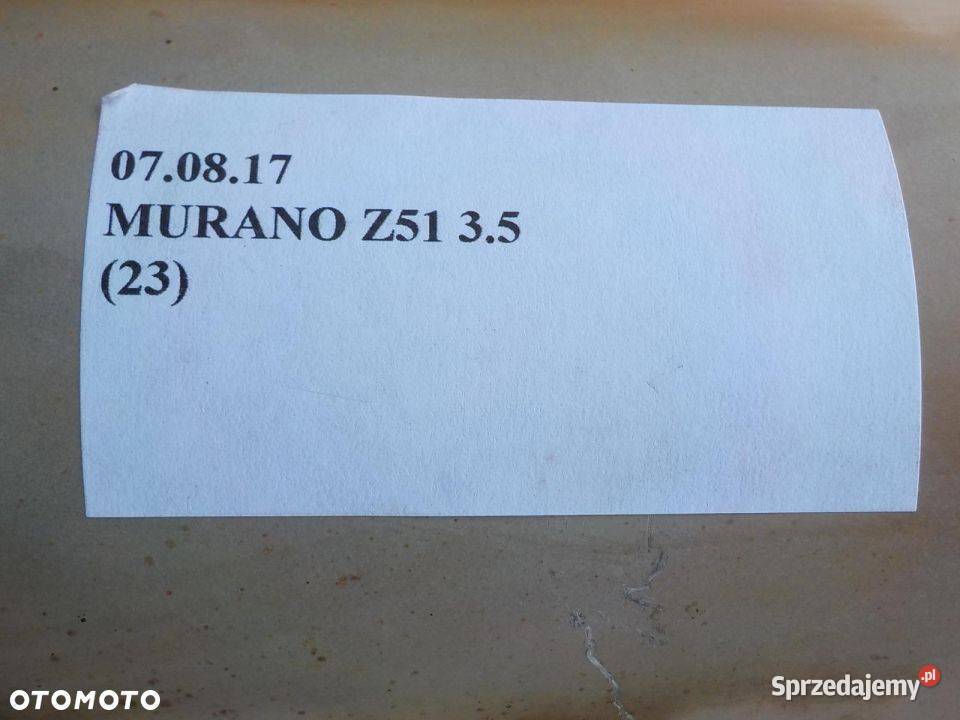 07.08.17
MURANO Z51 3.5
(23)
OTOMOTO
Sprzedajemy.pl